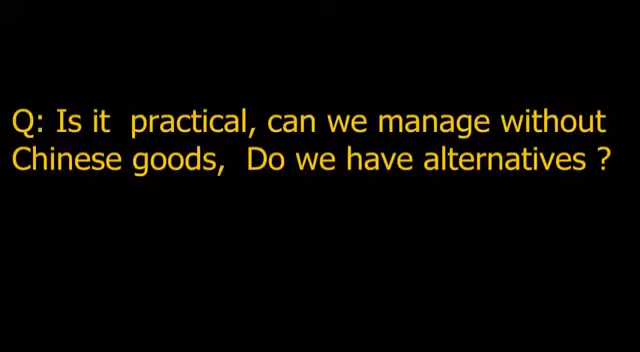 Q: Is it  practical, can we manage without
Chinese goods,  Do we have alternatives ?